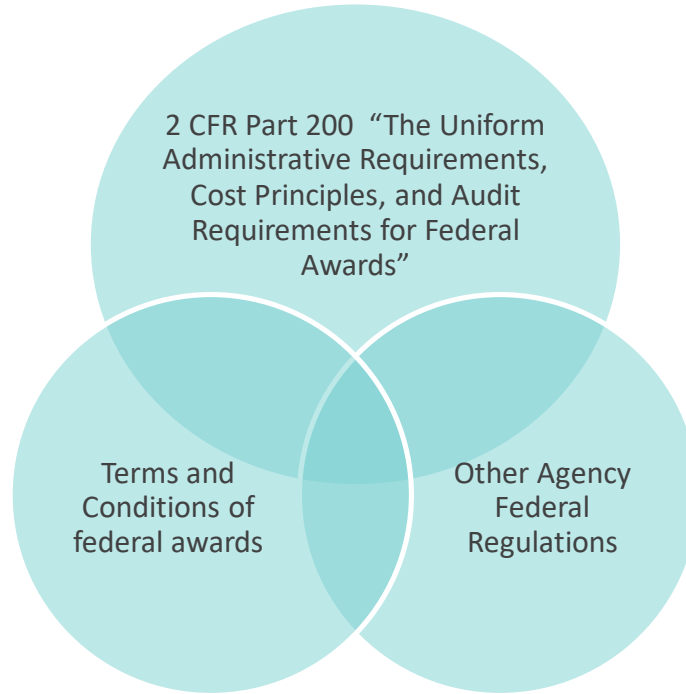 2 CFR Part 200  “The Uniform
Administrative Requirements,
Cost Principles, and Audit
Requirements for Federal
Awards”
Terms and
Conditions of
federal awards
Other Agency
Federal
Regulations